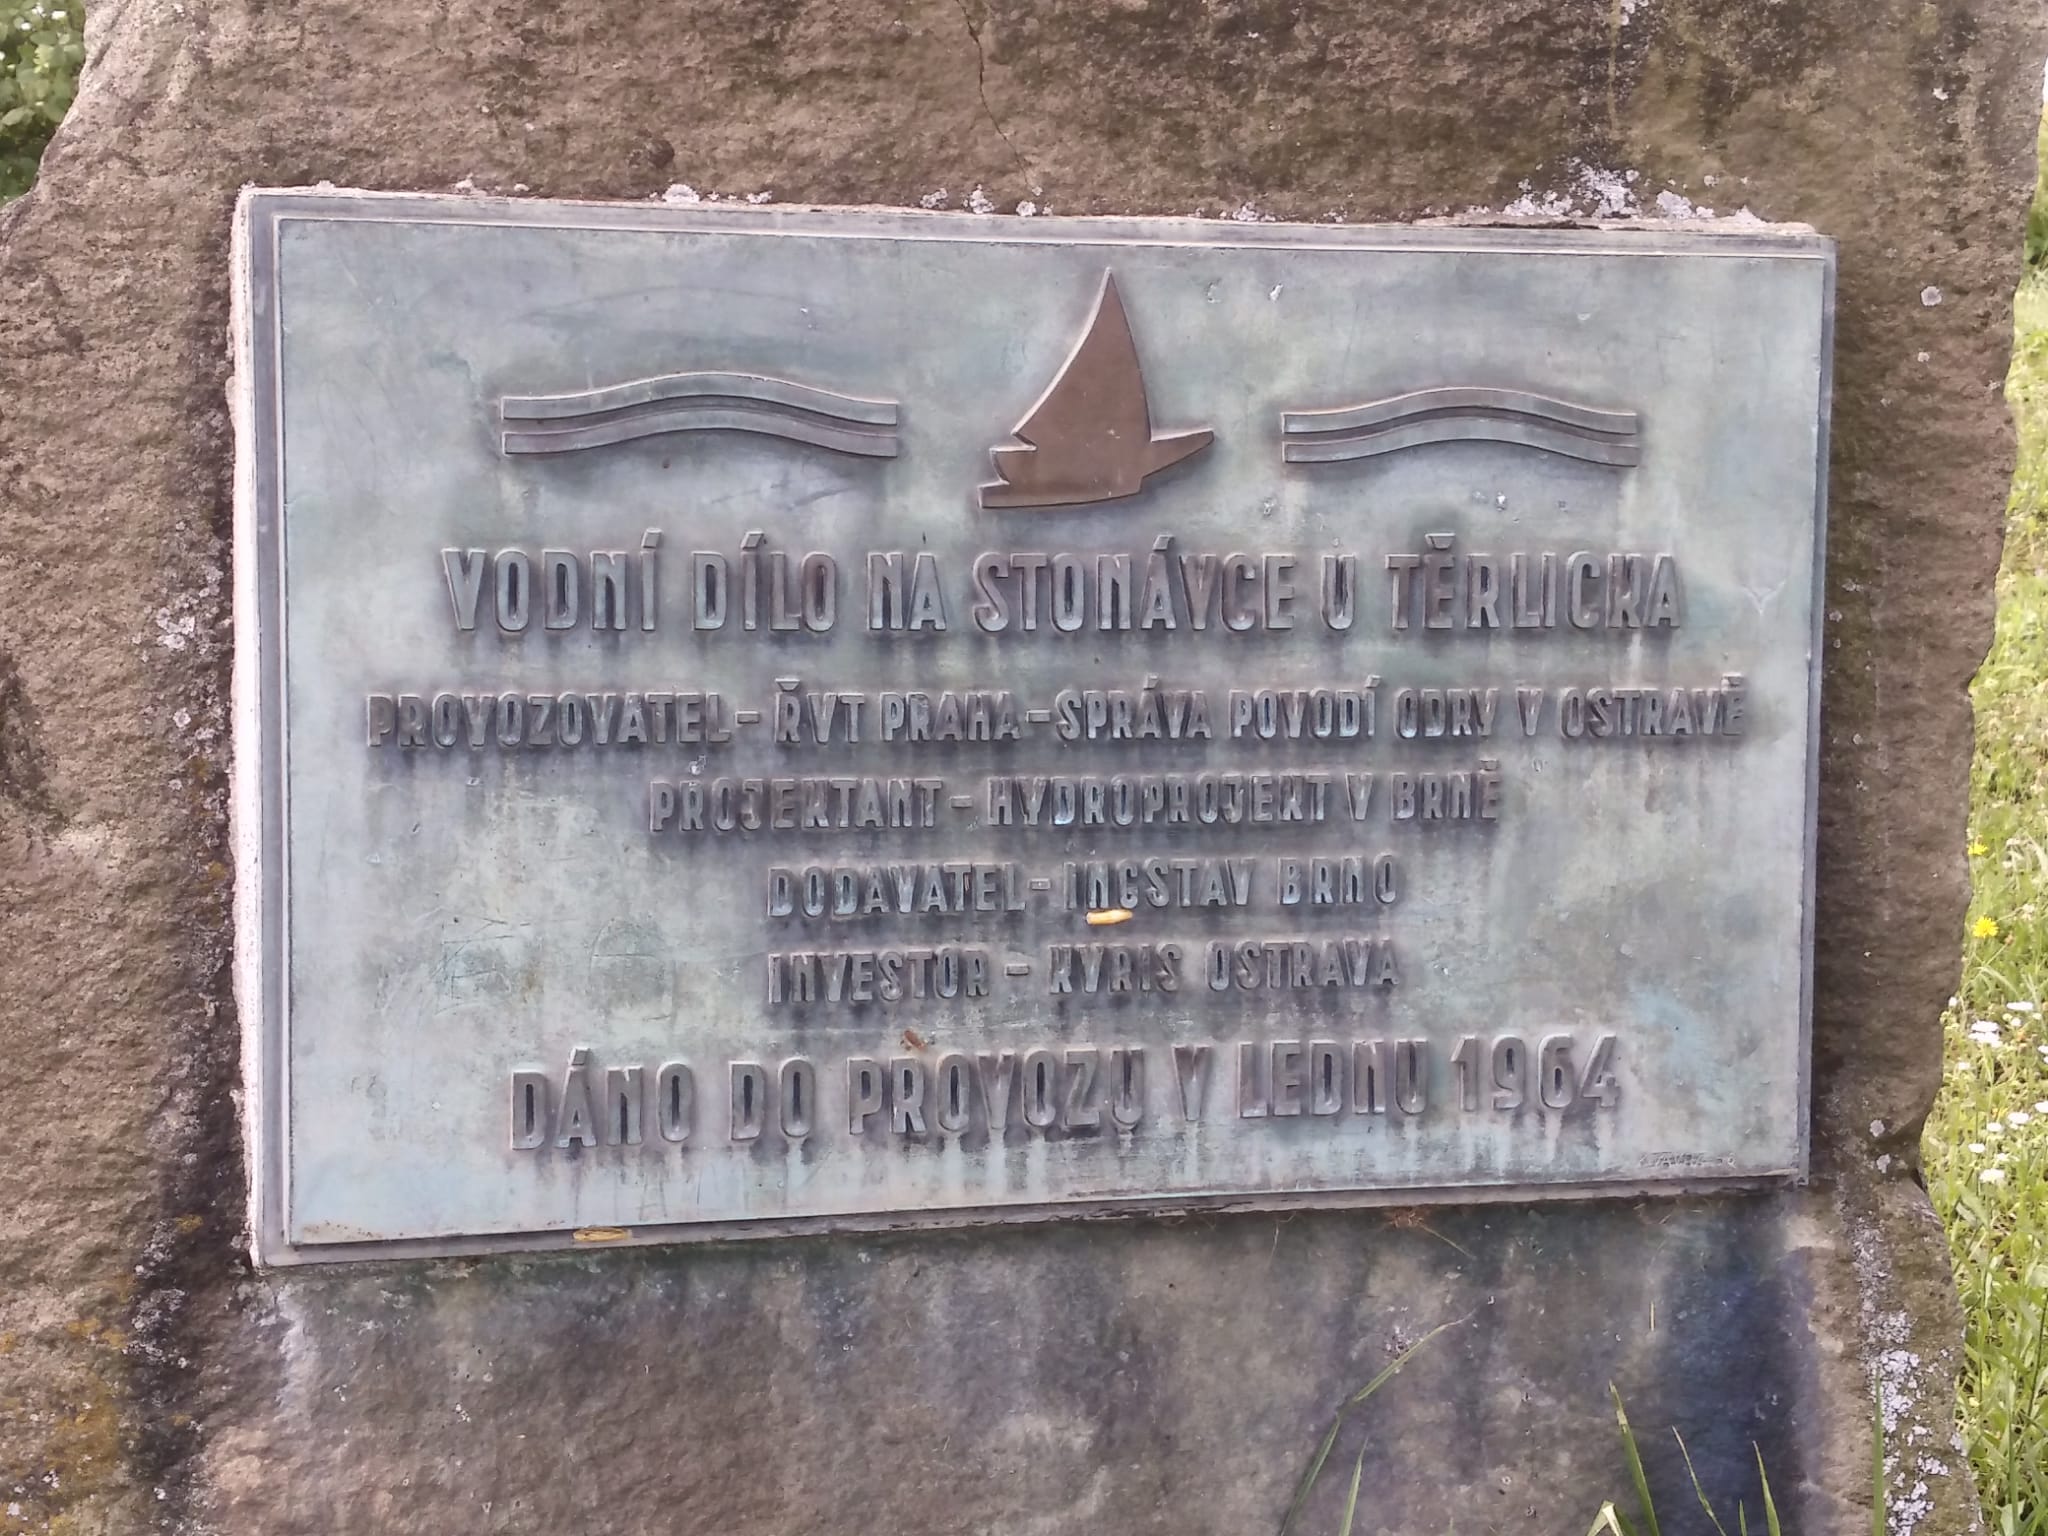 VODNÍ DÍLO NA STONÁVCE U TĚRLICKA
PROVOZOVATEL - ŘVT PRAHA - SPRÁVA POVODÍ ODRY V OSTRAVĚ
PROJEKTANT - HYDROPROJEKT V BRNĚ
DODAVATEL - INGSTAV BRNO
INVESTOR - KVRIS OSTRAVA
DÁNO DO PROVOZU V LEDNU 1964